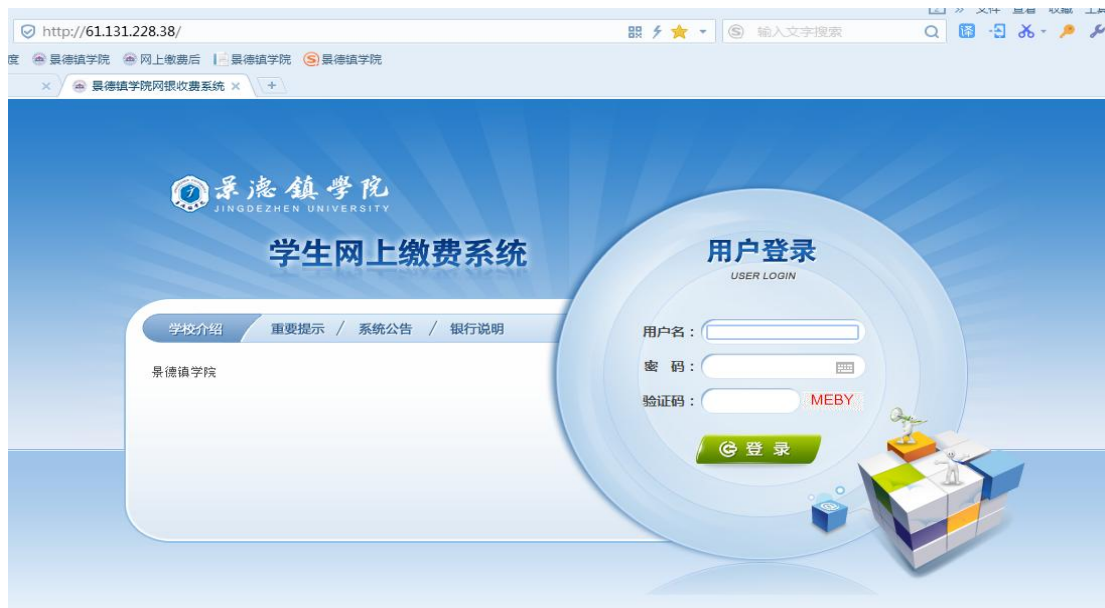 文件 查看 收藏 工具
http://61.131.228.38/
输入文字搜索
译
度 景德镇学院 网上缴费后 景德镇学院 景德镇学院
景德镇学院网银收费系统
景德鎮學院
JINGDEZHEN UNIVERSITY
学生网上缴费系统
学校介绍 重要提示 / 系统公告 / 银行说明
景德镇学院
用户登录
USER LOGIN
用户名：
密 码：
验证码： MEBY
登 录